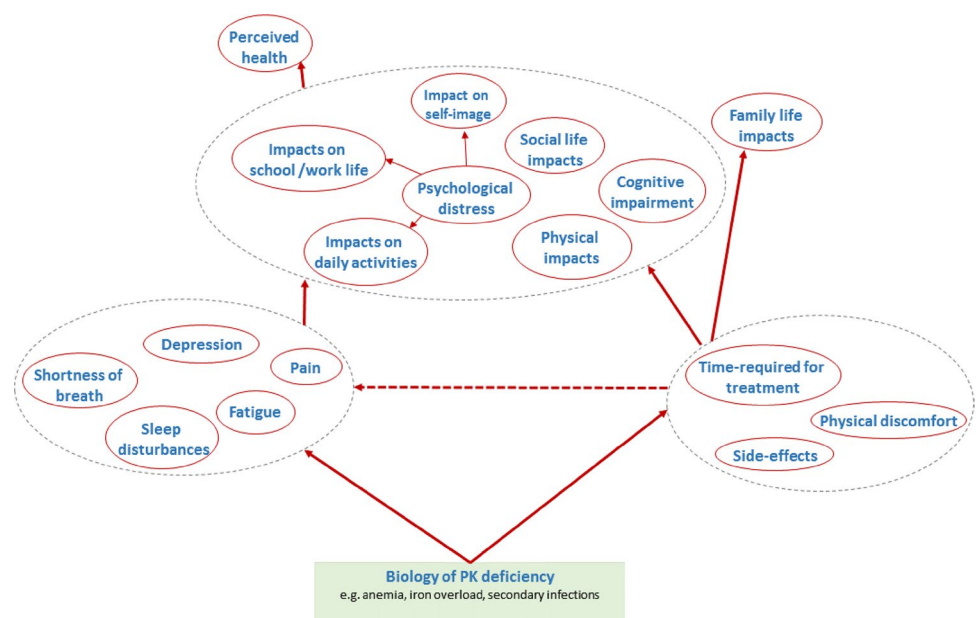 Perceived
health
Impact on
self-image
Family life
impacts
Impacts on
school /work life
Social life
impacts
Psychological
distress
Cognitive
impairment
Impacts on
daily activities
Physical
impacts
Depression
Pain
Shortness of
breath
Fatigue
Sleep
disturbances
Time-required for
treatment
Physical discomfort
Side-effects
Biology of PK deficiency
e.g. anemia, iron overload, secondary infections